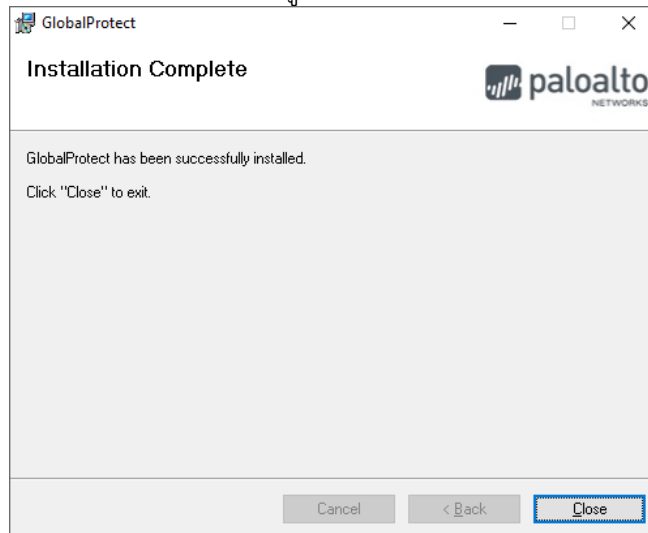 GlobalProtect
Installation Complete
paloalto
NETWORKS
GlobalProtect has been successfully installed.
Click "Close" to exit.
Cancel
< Back
Close